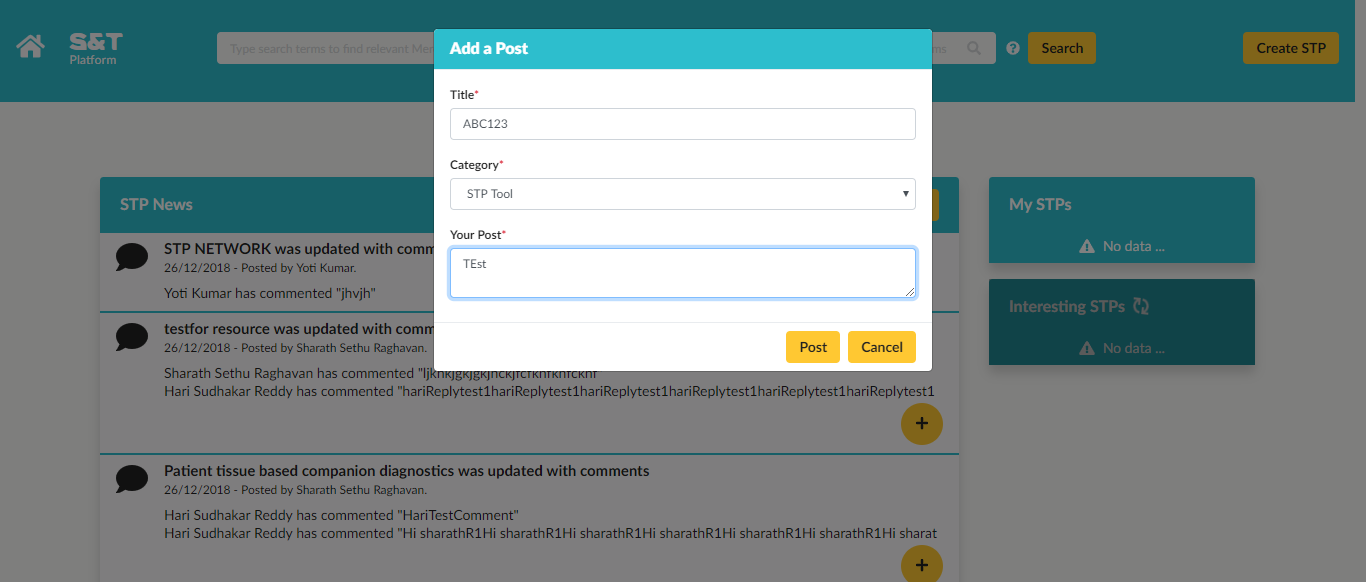 S&T
Platform
Type search terms to find relevant Me
ms
Search
Create STP
Add a Post
Title*
ABC123
Category*
STP Tool
Your Post*
TEst
Post
Cancel
STP News
STP NETWORK was updated with comm
26/12/2018 - Posted by Yoti Kumar.
Yoti Kumar has commented "jhvjh"
testfor resource was updated with comm
26/12/2018 - Posted by Sharath Sethu Raghavan.
Sharath Sethu Raghavan has commented
Hari Sudhakar Reddy has commented "hariReplytest1hariReplytest1hariReplytest1hariReplytest1hariReplytest1hariReplytest1
+
Patient tissue based companion diagnostics was updated with comments
26/12/2018 - Posted by Sharath Sethu Raghavan.
Hari Sudhakar Reddy has commented "HariTestComment"
Hari Sudhakar Reddy has commented "Hi sharathR1Hi sharathR1Hi sharathR1Hi sharathR1Hi sharathR1Hi sharathR1Hi sharat
+
My STPs
No data ...
Interesting STPs
No data ...